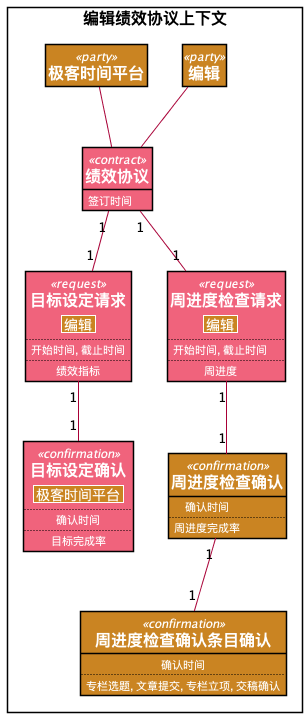 编辑绩效协议上下文
«party»
极客时间平台
«party»
编辑
«contract»
绩效协议
签订时间
1
1
1
1
«request»
目标设定请求
编辑
开始时间, 截止时间
绩效指标
«request»
周进度检查请求
编辑
开始时间, 截止时间
周进度
1
1
1
1
«confirmation»
目标设定确认
极客时间平台
确认时间
目标完成率
«confirmation»
周进度检查确认
确认时间
周进度完成率
1
1
«confirmation»
周进度检查确认条目确认
确认时间
专栏选题, 文章提交, 专栏立项, 交稿确认